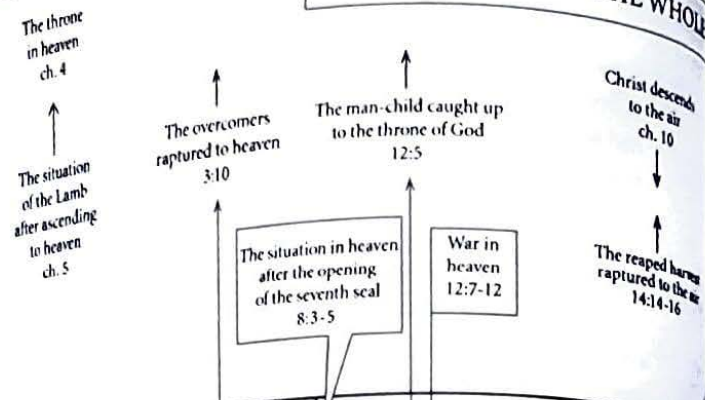 WHOLE
The throne
in heaven
ch. 4
The situation
of the Lamb
after ascending
to heaven
ch. 5
The overcomers
raptured to heaven
3:10
The man-child caught up
to the throne of God
12:5
Christ descends
to the air
ch. 10
The situation in heaven
after the opening
of the seventh seal
8:3-5
War in
heaven
12:7-12
The reaped harvest
raptured to the air
14:14-16